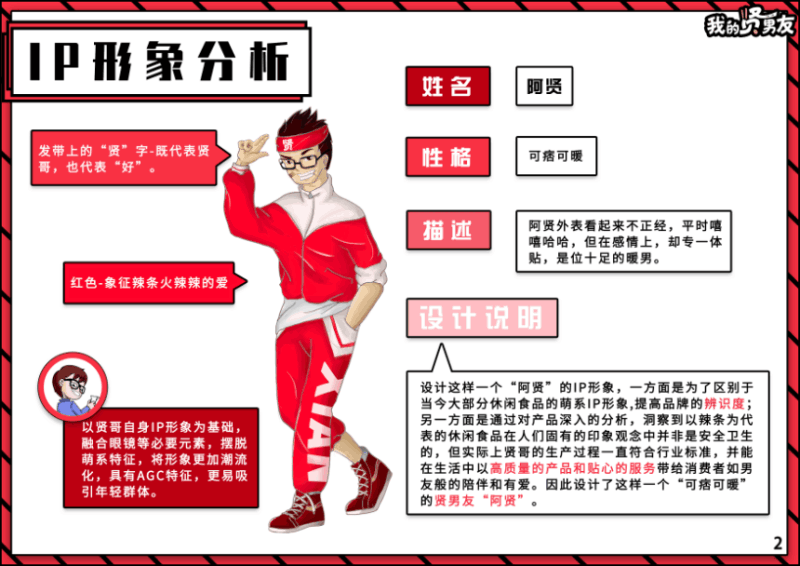 我的贤男友
IP形象分析
姓名
阿贤
贤
发带上的“贤”字-既代表贤
哥，也代表“好”。
性格
可痞可暖
描述
阿贤外表看起来不正经，平时嘻
嘻哈哈，但在感情上，却专一体
贴，是位十足的暖男。
红色-象征辣条火辣辣的爱
设计说明
设计这样一个“阿贤”的IP形象，一方面是为了区别于
当今大部分休闲食品的萌系IP形象,提高品牌的辨识度；
另一方面是通过对产品深入的分析，洞察到以辣条为代
表的休闲食品在人们固有的印象观念中并非是安全卫生
的，但实际上贤哥的生产过程一直符合行业标准，并能
在生活中以高质量的产品和贴心的服务带给消费者如男
友般的陪伴和有爱。因此设计了这样一个“可痞可暖”
的贤男友“阿贤”。
XIAN
以贤哥自身IP形象为基础，
融合眼镜等必要元素，摆脱
萌系特征，将形象更加潮流
化，具有AGC特征，更易吸
引年轻群体。
2